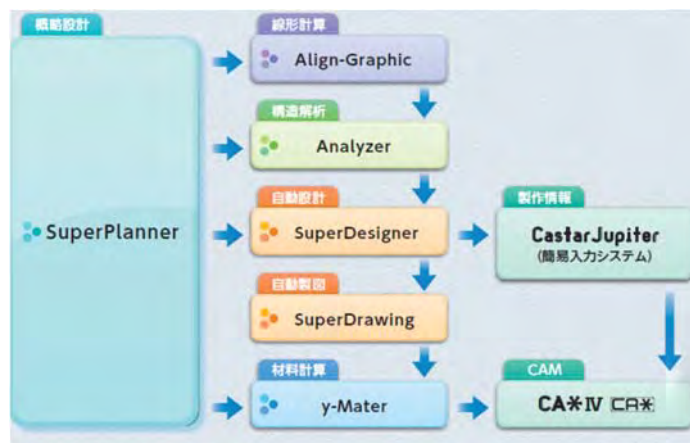 概略設計
SuperPlanner
線形計算
Align-Graphic
構造解析
Analyzer
自動設計
SuperDesigner
自動製図
SuperDrawing
材料計算
y-Mater
製作情報
CastarJupiter
(簡易入力システム)
CAM
CA*Ⅳ CA*